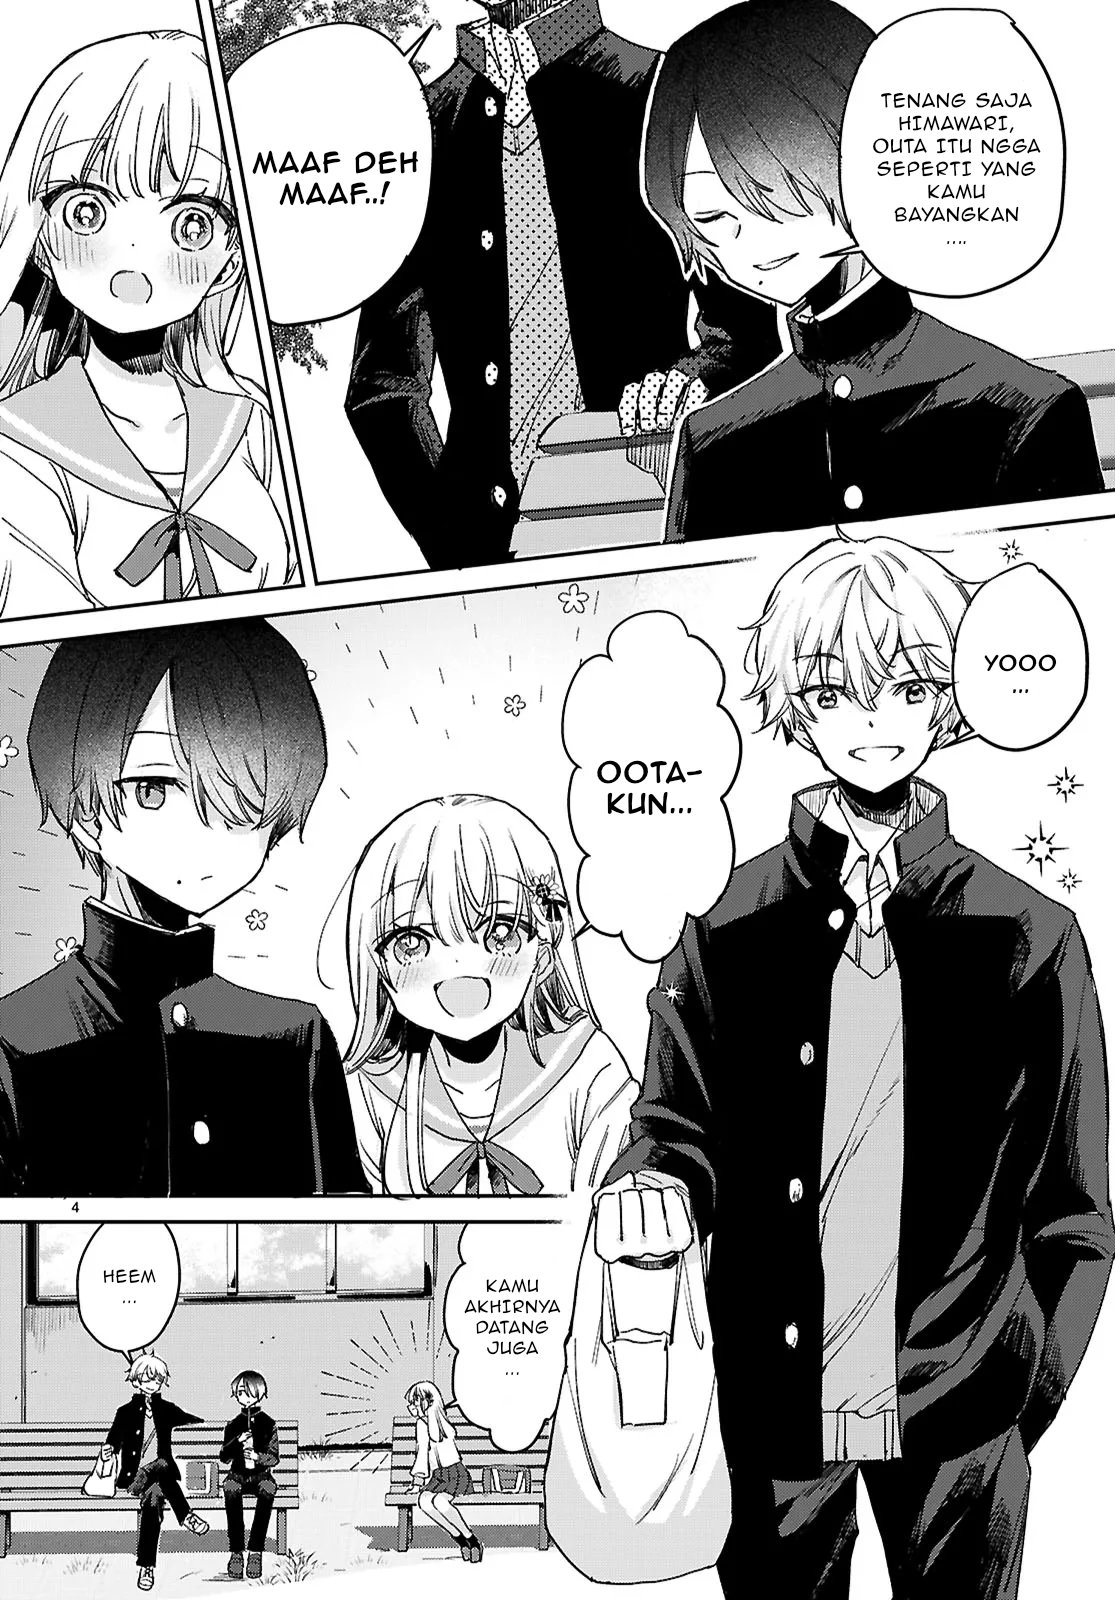 TENANG SAJA
HIMAWARI,
OUTA ITU NGGA
SEPERTI YANG
KAMU
BAYANGKAN
....
MAAF DEH
MAAF..!
YOOO
...
OOTA-
KUN...
4
KAMU
AKHIRNYA
DATANG
JUGA
...
HEEM
...